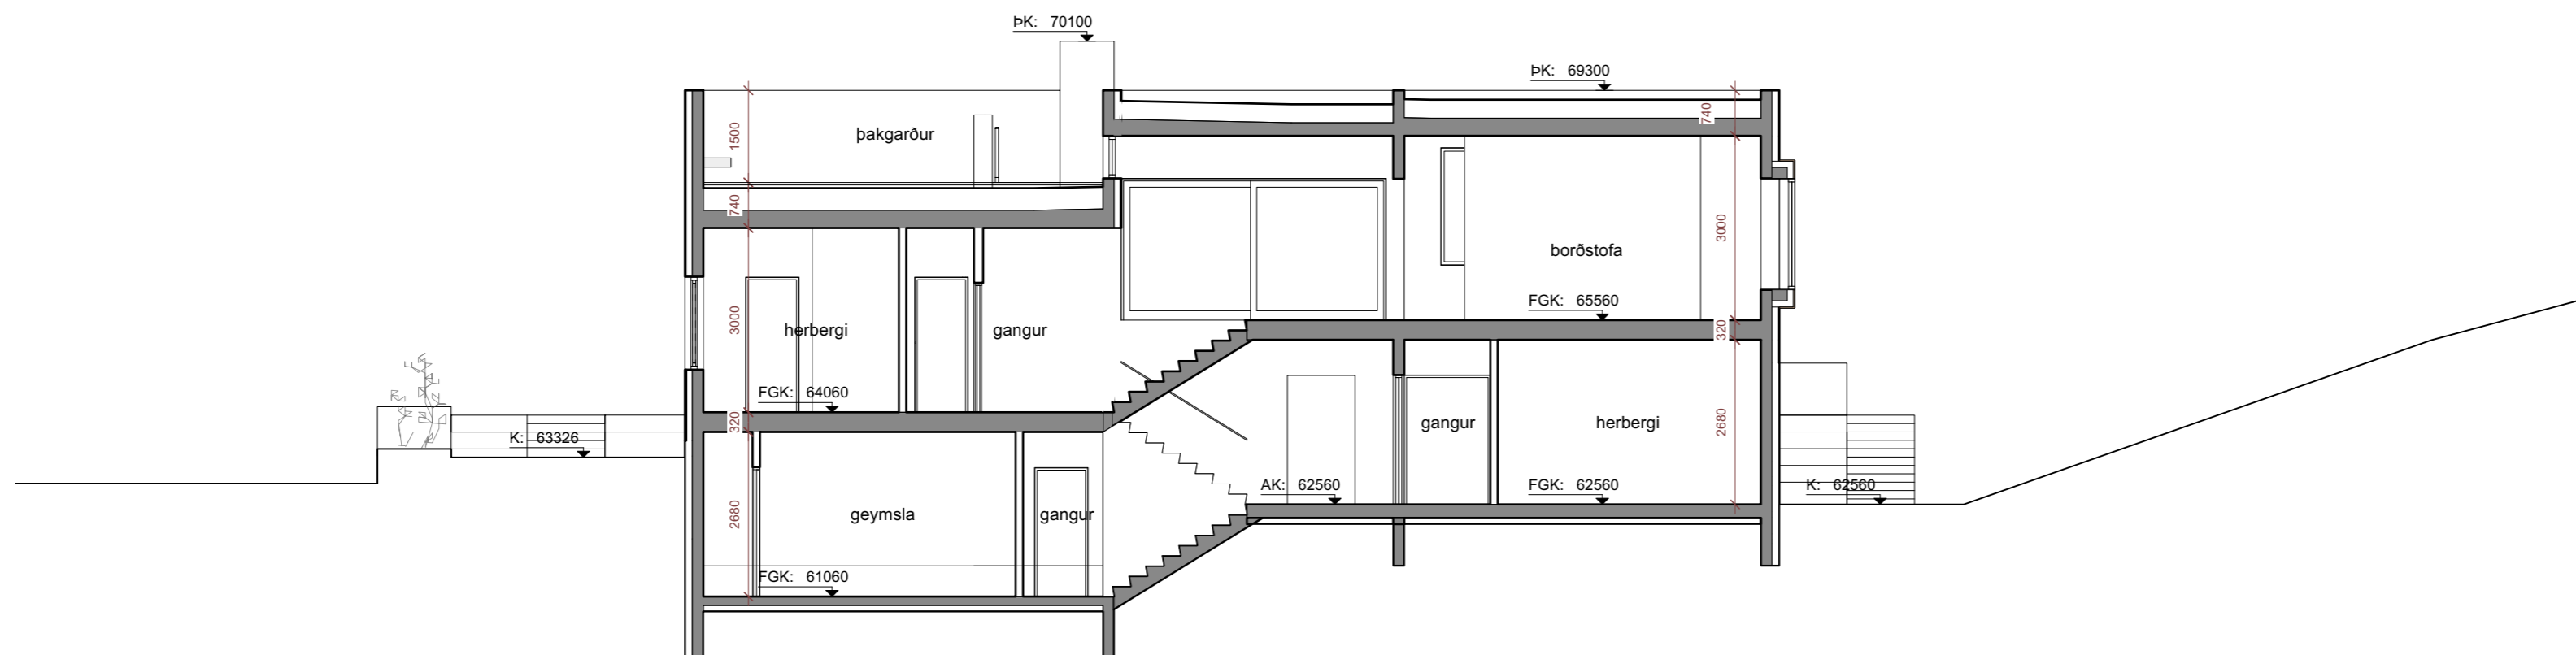 ÞK: 70100
ÞK: 69300
740
1500
þakgarður
740
3000
3000
borðstofa
FGK: 65560
herbergi
gangur
320
FGK: 64060
320
2680
gangur
herbergi
K: 63326
AK: 62560
FGK: 62560
K: 62560
2680
geymsla
gangur
FGK: 61060